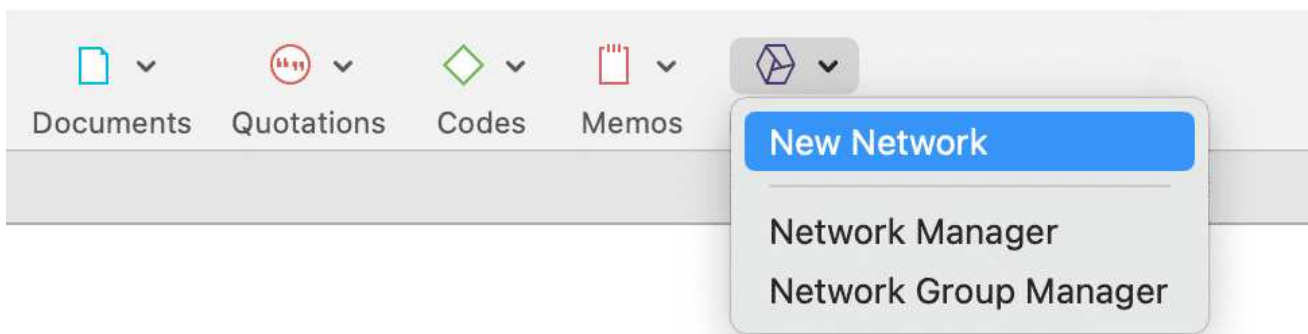 Documents Quotations Codes Memos
New Network
Network Manager
Network Group Manager